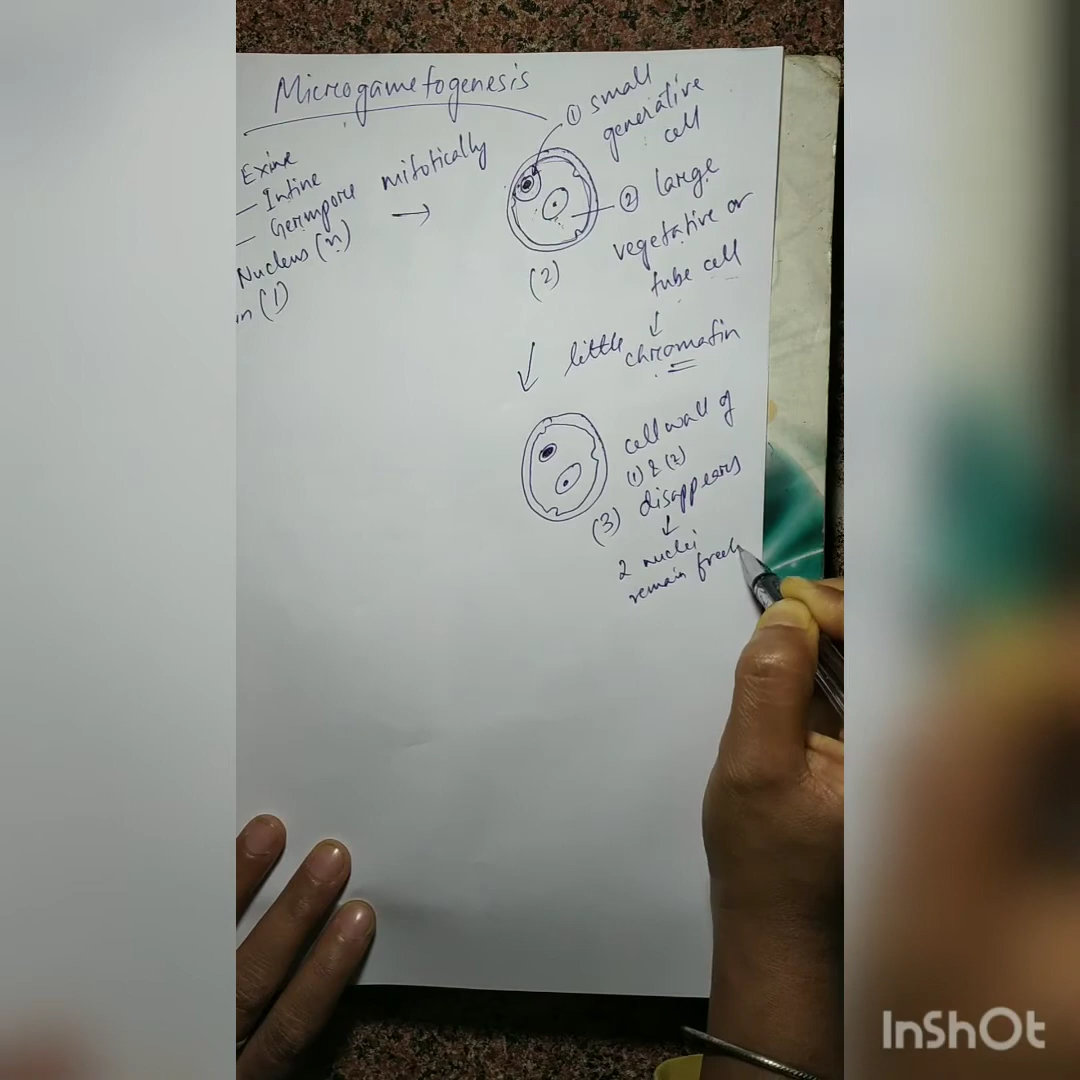 Microgametogenesis
Exine
Intine
Germpore
Nucleus (n)
(1)
mitotically
① small
generative
cell
② large
vegetative or
tube cell
(2)
little chromatin
cell wall of
(1) & (2)
disappears
(3)
2 nuclei
remain freel
InShOt